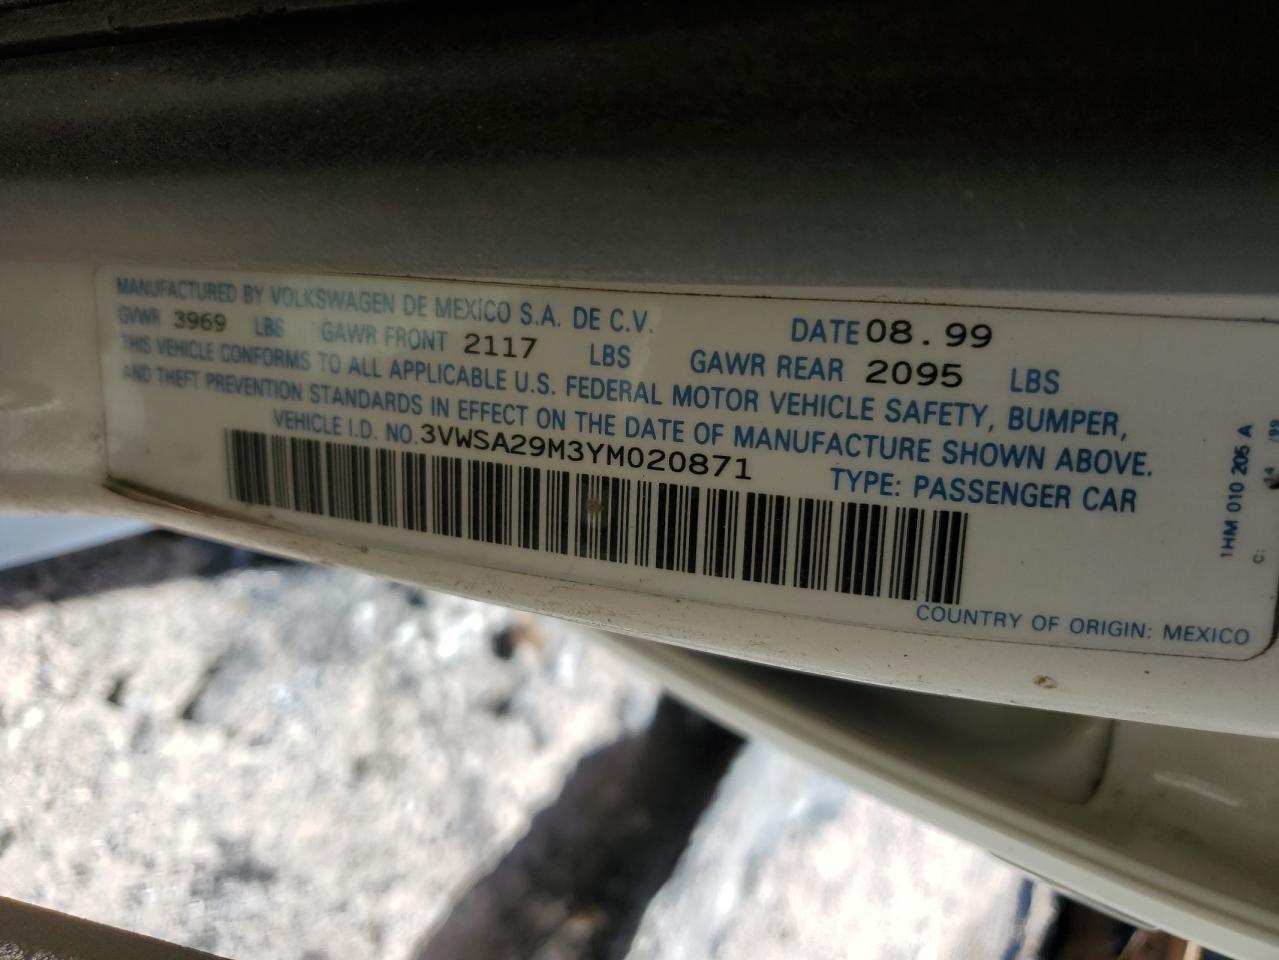 MANUFACTURED BY VOLKSWAGEN DE MEXICO S.A. DE C.V. DATE 08.99
GVWR 3969 LBS GAWR FRONT 2117 LBS GAWR REAR 2095 LBS
THIS VEHICLE CONFORMS TO ALL APPLICABLE U.S. FEDERAL MOTOR VEHICLE SAFETY, BUMPER,
AND THEFT PREVENTION STANDARDS IN EFFECT ON THE DATE OF MANUFACTURE SHOWN ABOVE.
VEHICLE I.D. NO. 3VWSA29M3YM020871 TYPE: PASSENGER CAR
COUNTRY OF ORIGIN: MEXICO
1HM 010 205 A